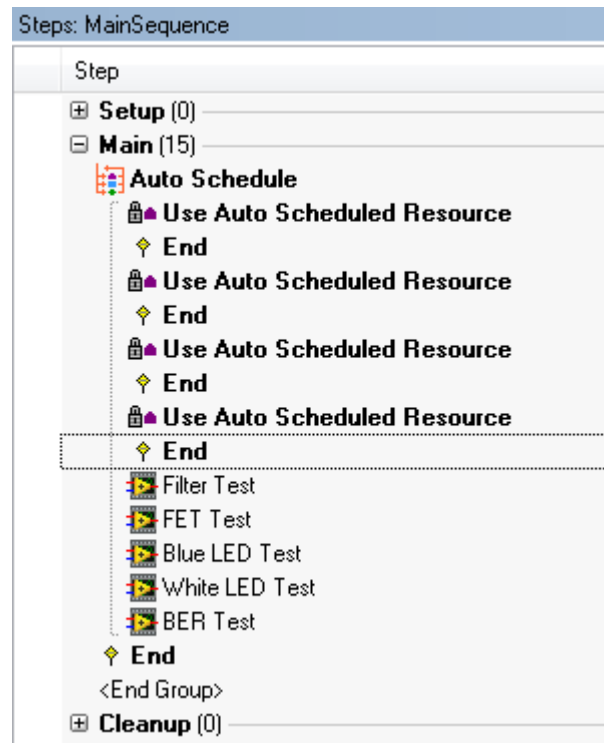 Steps: MainSequence
Step
Setup (0)
Main (15)
Auto Schedule
Use Auto Scheduled Resource
End
Use Auto Scheduled Resource
End
Use Auto Scheduled Resource
End
Use Auto Scheduled Resource
End
Filter Test
FET Test
Blue LED Test
White LED Test
BER Test
End
<End Group>
Cleanup (0)